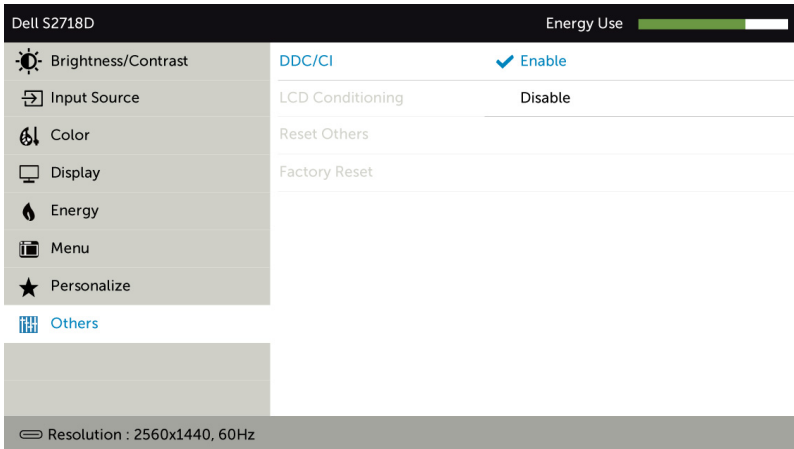 Dell S2718D Energy Use
Brightness/Contrast DDC/CI Enable
Input Source LCD Conditioning Disable
Color Reset Others
Display Factory Reset
Energy
Menu
Personalize
Others
Resolution : 2560x1440, 60Hz